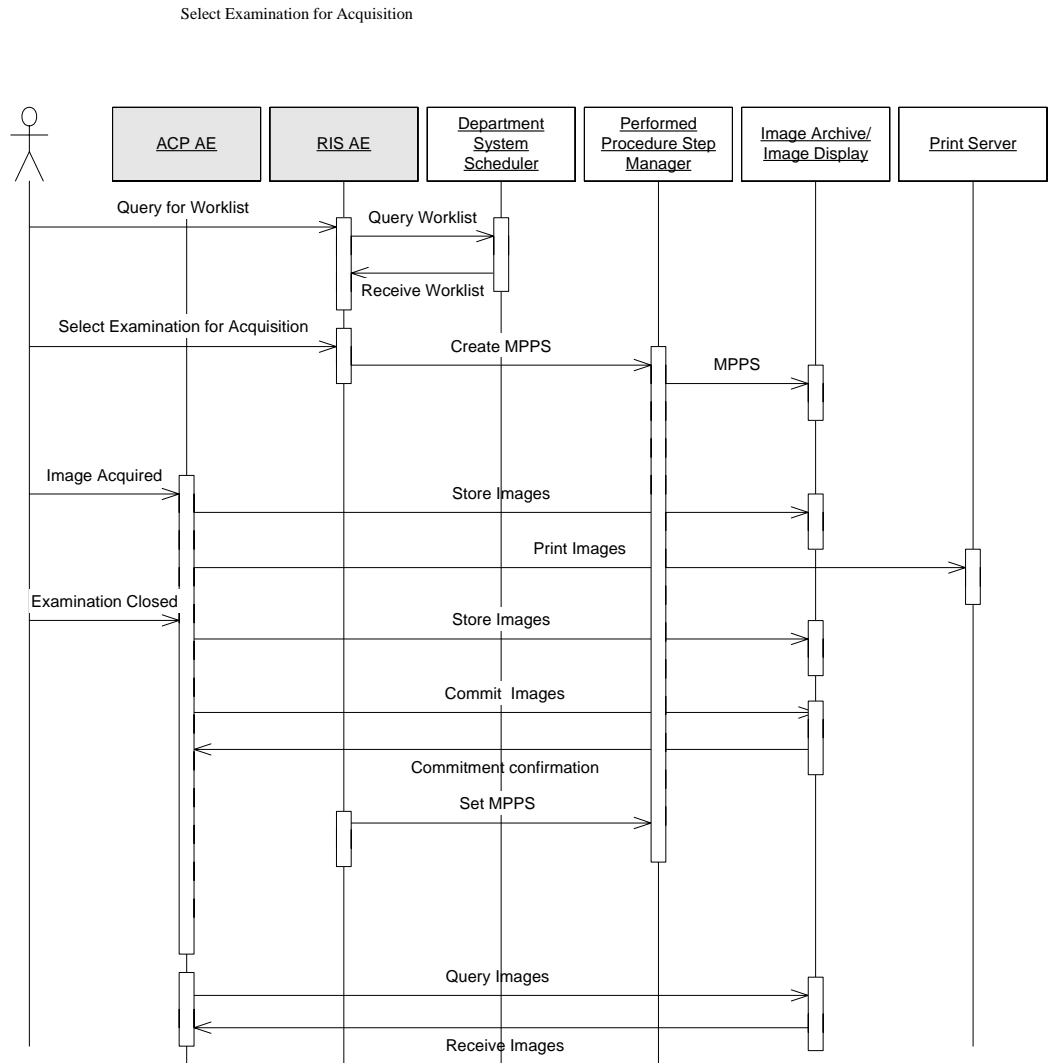 Select Examination for Acquisition
ACP AE
RIS AE
Department
System
Scheduler
Performed
Procedure Step
Manager
Image Archive/
Image Display
Print Server
Query for Worklist
Query Worklist
Receive Worklist
Select Examination for Acquisition
Create MPPS
MPPS
Image Acquired
Store Images
Print Images
Examination Closed
Store Images
Commit Images
Commitment confirmation
Set MPPS
Query Images
Receive Images